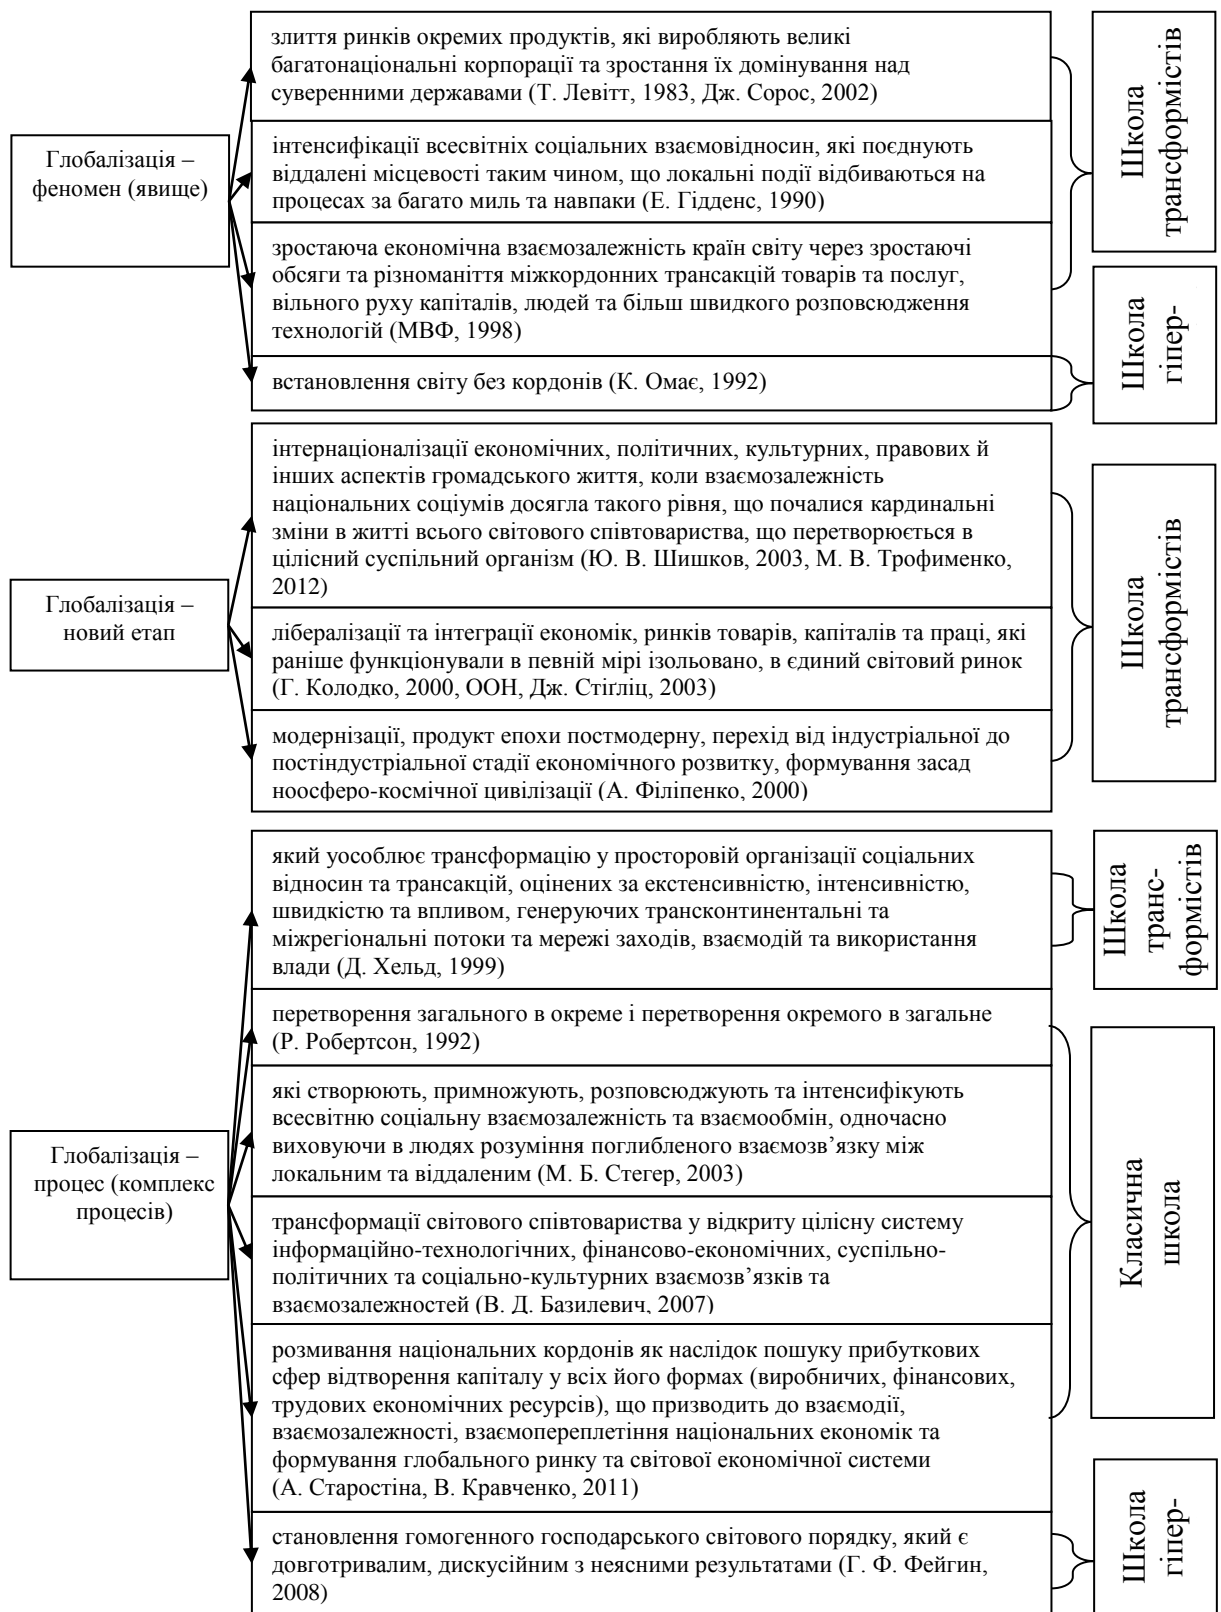 Глобалізація –
феномен (явище)
злиття ринків окремих продуктів, які виробляють великі
багатонаціональні корпорації та зростання їх домінування над
суверенними державами (Т. Левітт, 1983, Дж. Сорос, 2002)
інтенсифікації всесвітніх соціальних взаємовідносин, які поєднують
віддалені місцевості таким чином, що локальні події відбиваються на
процесах за багато миль та навпаки (Е. Гідденс, 1990)
зростаюча економічна взаємозалежність країн світу через зростаючі
обсяги та різноманіття міжкордонних трансакцій товарів та послуг,
вільного руху капіталів, людей та більш швидкого розповсюдження
технологій (МВФ, 1998)
встановлення світу без кордонів (К. Омає, 1992)
Школа
трансформістів
Школа
гіпер-
Глобалізація –
новий етап
інтернаціоналізації економічних, політичних, культурних, правових й
інших аспектів громадського життя, коли взаємозалежність
національних соціумів досягла такого рівня, що почалися кардинальні
зміни в житті всього світового співтовариства, що перетворюється в
цілісний суспільний організм (Ю. В. Шишков, 2003, М. В. Трофименко,
2012)
лібералізації та інтеграції економік, ринків товарів, капіталів та праці, які
раніше функціонували в певній мірі ізольовано, в єдиний світовий ринок
(Г. Колодко, 2000, ООН, Дж. Стігліц, 2003)
модернізації, продукт епохи постмодерну, перехід від індустріальної до
постіндустріальної стадії економічного розвитку, формування засад
ноосферо-космічної цивілізації (А. Філіпенко, 2000)
Школа
трансформістів
Глобалізація –
процес (комплекс
процесів)
який уособлює трансформацію у просторовій організації соціальних
відносин та трансакцій, оцінених за екстенсивністю, інтенсивністю,
швидкістю та впливом, генеруючих трансконтинентальні та
міжрегіональні потоки та мережі заходів, взаємодій та використання
влади (Д. Хельд, 1999)
перетворення загального в окреме і перетворення окремого в загальне
(Р. Робертсон, 1992)
які створюють, примножують, розповсюджують та інтенсифікують
всесвітню соціальну взаємозалежність та взаємообмін, одночасно
виховуючи в людях розуміння поглибленого взаємозв’язку між
локальним та віддаленим (М. Б. Стегер, 2003)
трансформації світового співтовариства у відкриту цілісну систему
інформаційно-технологічних, фінансово-економічних, суспільно-
політичних та соціально-культурних взаємозв’язків та
взаємозалежностей (В. Д. Базилевич, 2007)
розмивання національних кордонів як наслідок пошуку прибуткових
сфер відтворення капіталу у всіх його формах (виробничих, фінансових,
трудових економічних ресурсів), що призводить до взаємодії,
взаємозалежності, взаємопереплетіння національних економік та
формування глобального ринку та світової економічної системи
(А. Старостіна, В. Кравченко, 2011)
становлення гомогенного господарського світового порядку, який є
довготривалим, дискусійним з неясними результатами (Г. Ф. Фейгин,
2008)
Школа
транс-
формістів
Класична
школа
Школа
гіпер-